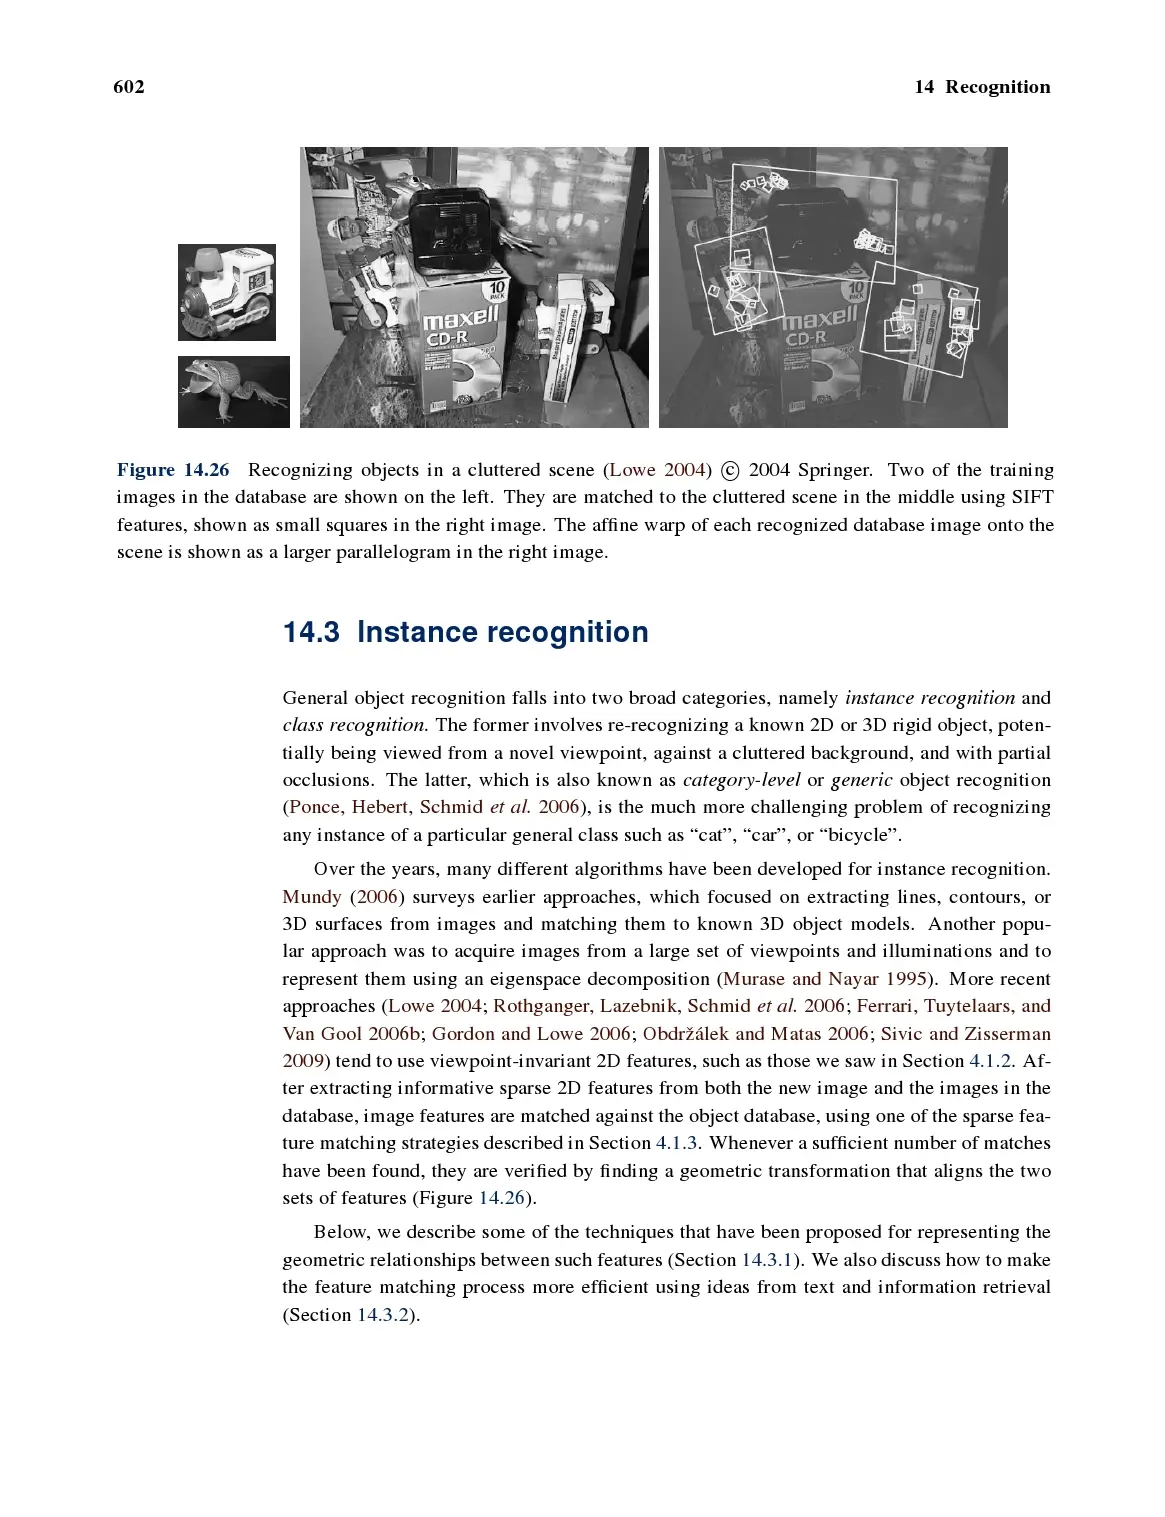 602
14 Recognition
10
PACK
maxell
CD-R
700
10
PACK
maxell
CD-R
Figure 14.26 Recognizing objects in a cluttered scene (Lowe 2004) © 2004 Springer. Two of the training
images in the database are shown on the left. They are matched to the cluttered scene in the middle using SIFT
features, shown as small squares in the right image. The affine warp of each recognized database image onto the
scene is shown as a larger parallelogram in the right image.
14.3 Instance recognition
General object recognition falls into two broad categories, namely instance recognition and
class recognition. The former involves re-recognizing a known 2D or 3D rigid object, poten-
tially being viewed from a novel viewpoint, against a cluttered background, and with partial
occlusions. The latter, which is also known as category-level or generic object recognition
(Ponce, Hebert, Schmid et al. 2006), is the much more challenging problem of recognizing
any instance of a particular general class such as “cat”, “car”, or “bicycle”.
Over the years, many different algorithms have been developed for instance recognition.
Mundy (2006) surveys earlier approaches, which focused on extracting lines, contours, or
3D surfaces from images and matching them to known 3D object models. Another popu-
lar approach was to acquire images from a large set of viewpoints and illuminations and to
represent them using an eigenspace decomposition (Murase and Nayar 1995). More recent
approaches (Lowe 2004; Rothganger, Lazebnik, Schmid et al. 2006; Ferrari, Tuytelaars, and
Van Gool 2006b; Gordon and Lowe 2006; Obdržálek and Matas 2006; Sivic and Zisserman
2009) tend to use viewpoint-invariant 2D features, such as those we saw in Section 4.1.2. Af-
ter extracting informative sparse 2D features from both the new image and the images in the
database, image features are matched against the object database, using one of the sparse fea-
ture matching strategies described in Section 4.1.3. Whenever a sufficient number of matches
have been found, they are verified by finding a geometric transformation that aligns the two
sets of features (Figure 14.26).
Below, we describe some of the techniques that have been proposed for representing the
geometric relationships between such features (Section 14.3.1). We also discuss how to make
the feature matching process more efficient using ideas from text and information retrieval
(Section 14.3.2).